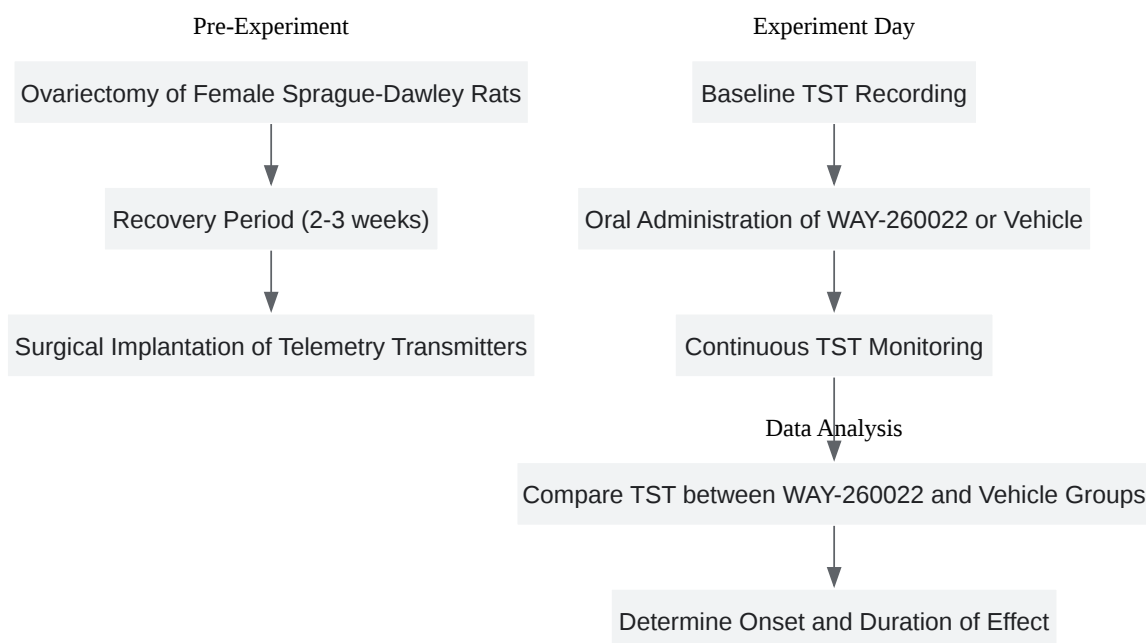 Pre-Experiment
Ovariectomy of Female Sprague-Dawley Rats
Recovery Period (2-3 weeks)
Surgical Implantation of Telemetry Transmitters
Experiment Day
Baseline TST Recording
Oral Administration of WAY-260022 or Vehicle
Continuous TST Monitoring
Data Analysis
Compare TST between WAY-260022 and Vehicle Groups
Determine Onset and Duration of Effect